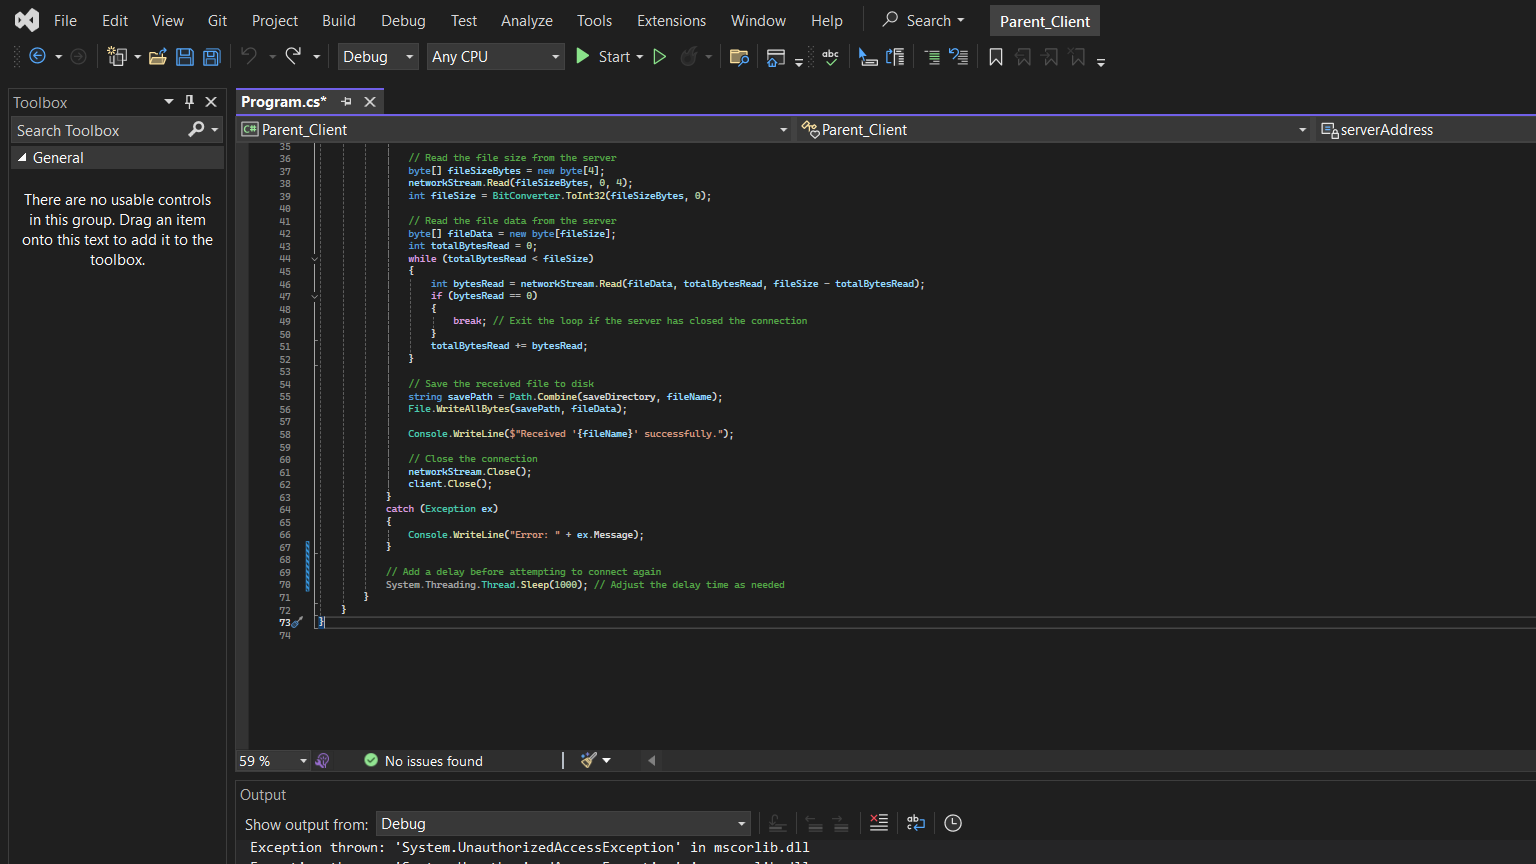 File Edit View Git Project Build Debug Test Analyze Tools Extensions Window Help Search Parent_Client
Debug Any CPU Start abc
Toolbox
Search Toolbox
General
There are no usable controls
in this group. Drag an item
onto this text to add it to the
toolbox.
Program.cs*
C# Parent_Client Parent_Client serverAddress
35
36 // Read the file size from the server
37 byte[] fileSizeBytes = new byte[4];
38 networkStream.Read(fileSizeBytes, 0, 4);
39 int fileSize = BitConverter.ToInt32(fileSizeBytes, 0);
40
41 // Read the file data from the server
42 byte[] fileData = new byte[fileSize];
43 int totalBytesRead = 0;
44 while (totalBytesRead < fileSize)
45 {
46 int bytesRead = networkStream.Read(fileData, totalBytesRead, fileSize - totalBytesRead);
47 if (bytesRead == 0)
48 {
49 break; // Exit the loop if the server has closed the connection
50 }
51 totalBytesRead += bytesRead;
52 }
53
54 // Save the received file to disk
55 string savePath = Path.Combine(saveDirectory, fileName);
56 File.WriteAllBytes(savePath, fileData);
57
58 Console.WriteLine($"Received '{fileName}' successfully.");
59
60 // Close the connection
61 networkStream.Close();
62 client.Close();
63 }
64 catch (Exception ex)
65 {
66 Console.WriteLine("Error: " + ex.Message);
67 }
68
69 // Add a delay before attempting to connect again
70 System.Threading.Thread.Sleep(1000); // Adjust the delay time as needed
71 }
72 }
73 }
74
59 % No issues found
Output
Show output from: Debug ab
Exception thrown: 'System.UnauthorizedAccessException' in mscorlib.dll